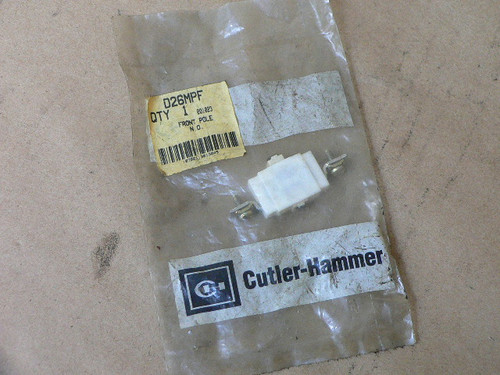 D26MPF
QTY 1
FRONT POLE
N.O.
Cutler-Hammer